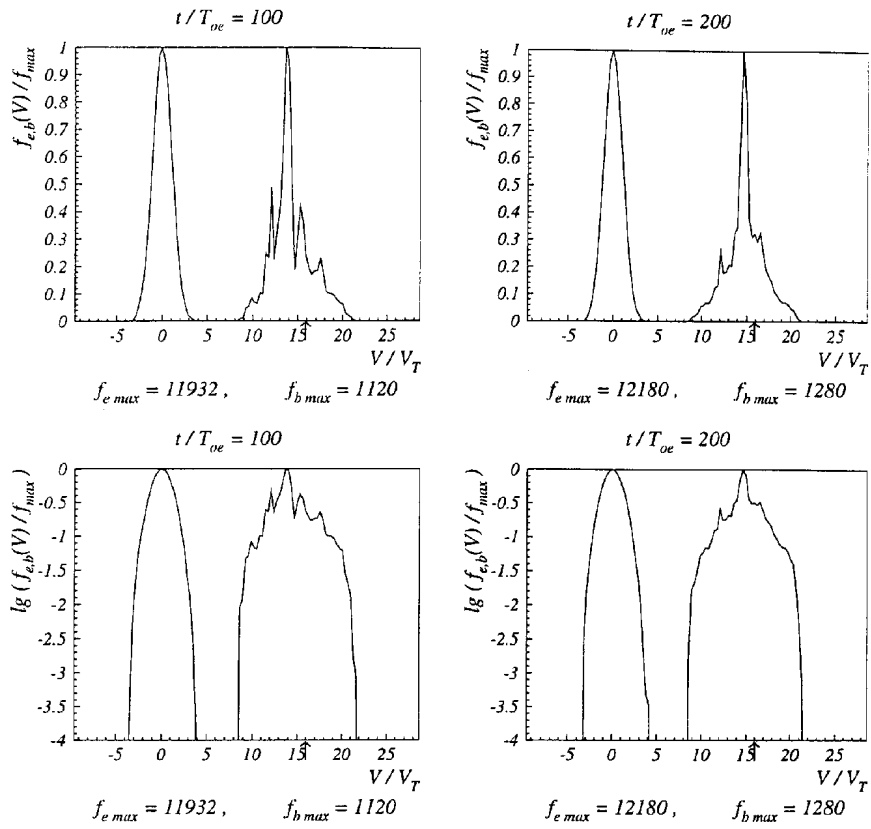 t / T_oe = 100
t / T_oe = 200
f_e,b(V) / f_max
1
0.9
0.8
0.7
0.6
0.5
0.4
0.3
0.2
0.1
0
-5 0 5 10 15 20 25
V / V_T
f_e max = 11932 , f_b max = 1120
f_e,b(V) / f_max
1
0.9
0.8
0.7
0.6
0.5
0.4
0.3
0.2
0.1
0
-5 0 5 10 15 20 25
V / V_T
f_e max = 12180 , f_b max = 1280
t / T_oe = 100
t / T_oe = 200
lg ( f_e,b(V) / f_max )
0
-0.5
-1
-1.5
-2
-2.5
-3
-3.5
-4
-5 0 5 10 15 20 25
V / V_T
f_e max = 11932 , f_b max = 1120
lg ( f_e,b(V) / f_max )
0
-0.5
-1
-1.5
-2
-2.5
-3
-3.5
-4
-5 0 5 10 15 20 25
V / V_T
f_e max = 12180 , f_b max = 1280